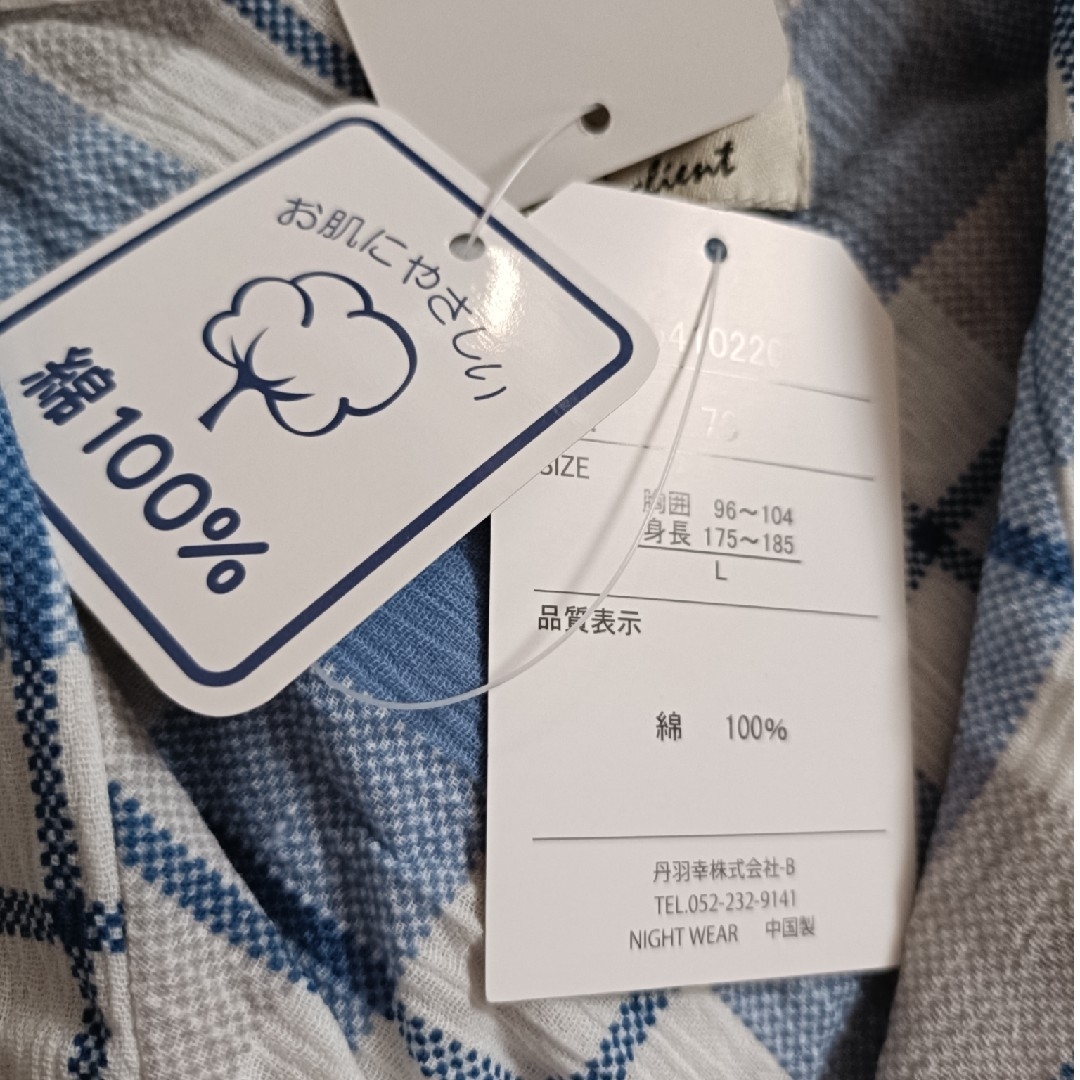 お肌にやさしい
綿100%
SIZE
胸囲 96～104
身長 175～185
L
品質表示
綿 100%
丹羽幸株式会社-B
TEL.052-232-9141
NIGHT WEAR 中国製